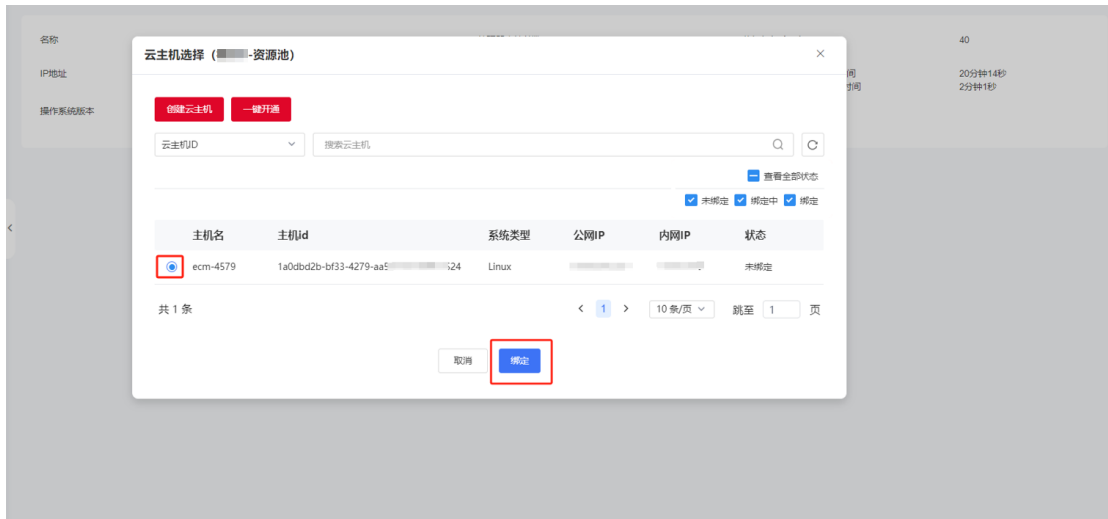 名称
40
云主机选择（ -资源池）
IP地址
间
20分钟14秒
时间
2分钟1秒
操作系统版本
创建云主机 一键开通
云主机ID
搜索云主机
查看全部状态
未绑定 绑定中 绑定
主机名 主机id 系统类型 公网IP 内网IP 状态
ecm-4579 1a0dbd2b-bf33-4279-aa 524 Linux 未绑定
共 1 条 < 1 > 10 条/页 跳至 1 页
取消 绑定